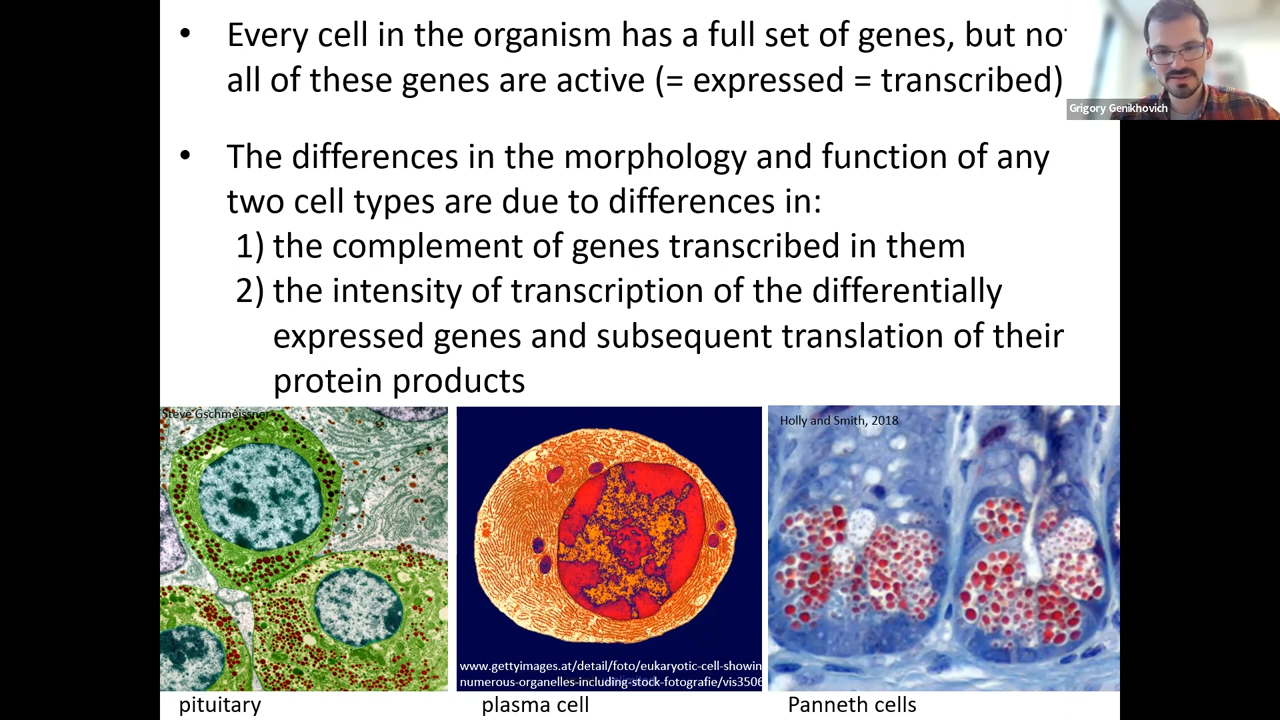 • Every cell in the organism has a full set of genes, but not
all of these genes are active (= expressed = transcribed)
Grigory Genikhovich
• The differences in the morphology and function of any
two cell types are due to differences in:
1) the complement of genes transcribed in them
2) the intensity of transcription of the differentially
expressed genes and subsequent translation of their
protein products
Steve Gschmeissner
Holly and Smith, 2018
www.gettyimages.at/detail/foto/eukaryotic-cell-showin
numerous-organelles-including-stock-fotografie/vis3506
pituitary
plasma cell
Panneth cells